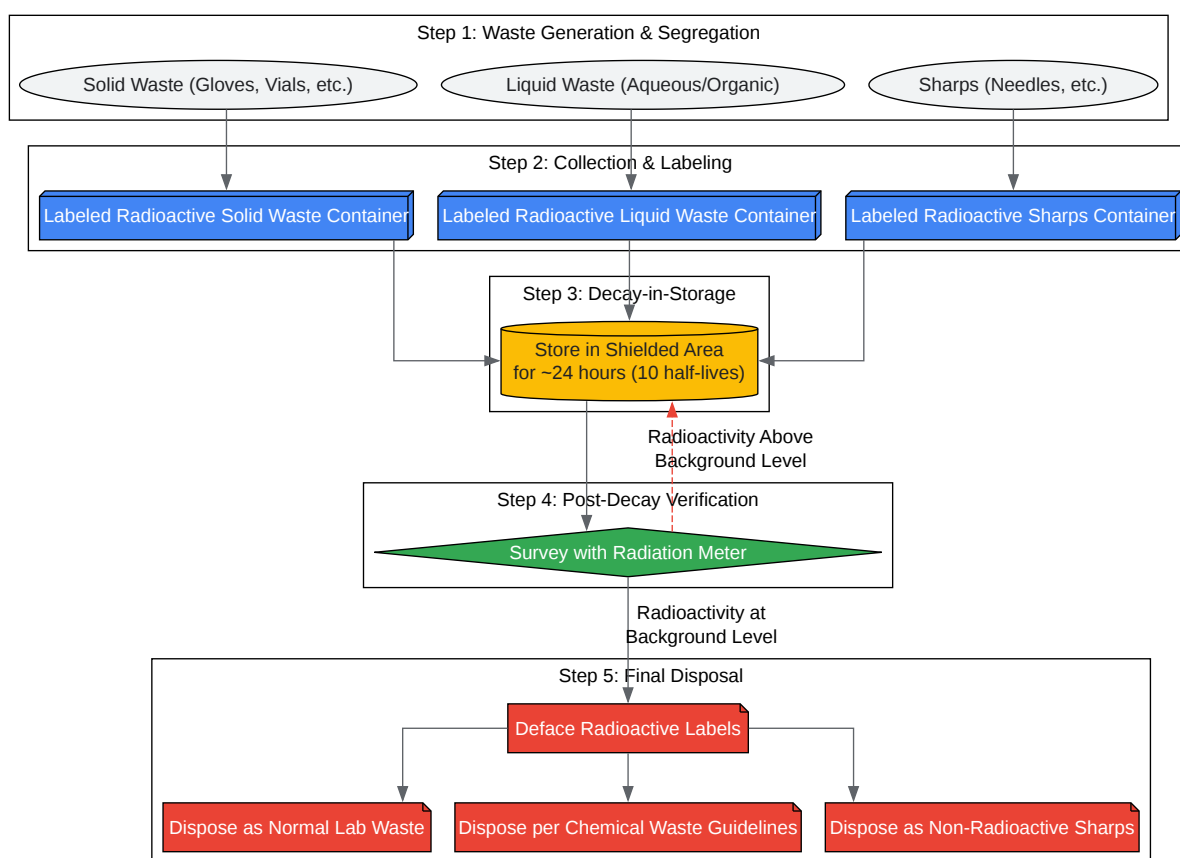 Step 1: Waste Generation & Segregation
Solid Waste (Gloves, Vials, etc.)
Liquid Waste (Aqueous/Organic)
Sharps (Needles, etc.)
Step 2: Collection & Labeling
Labeled Radioactive Solid Waste Container
Labeled Radioactive Liquid Waste Container
Labeled Radioactive Sharps Container
Step 3: Decay-in-Storage
Store in Shielded Area
for ~24 hours (10 half-lives)
Radioactivity Above
Background Level
Step 4: Post-Decay Verification
Survey with Radiation Meter
Radioactivity at
Background Level
Step 5: Final Disposal
Deface Radioactive Labels
Dispose as Normal Lab Waste
Dispose per Chemical Waste Guidelines
Dispose as Non-Radioactive Sharps